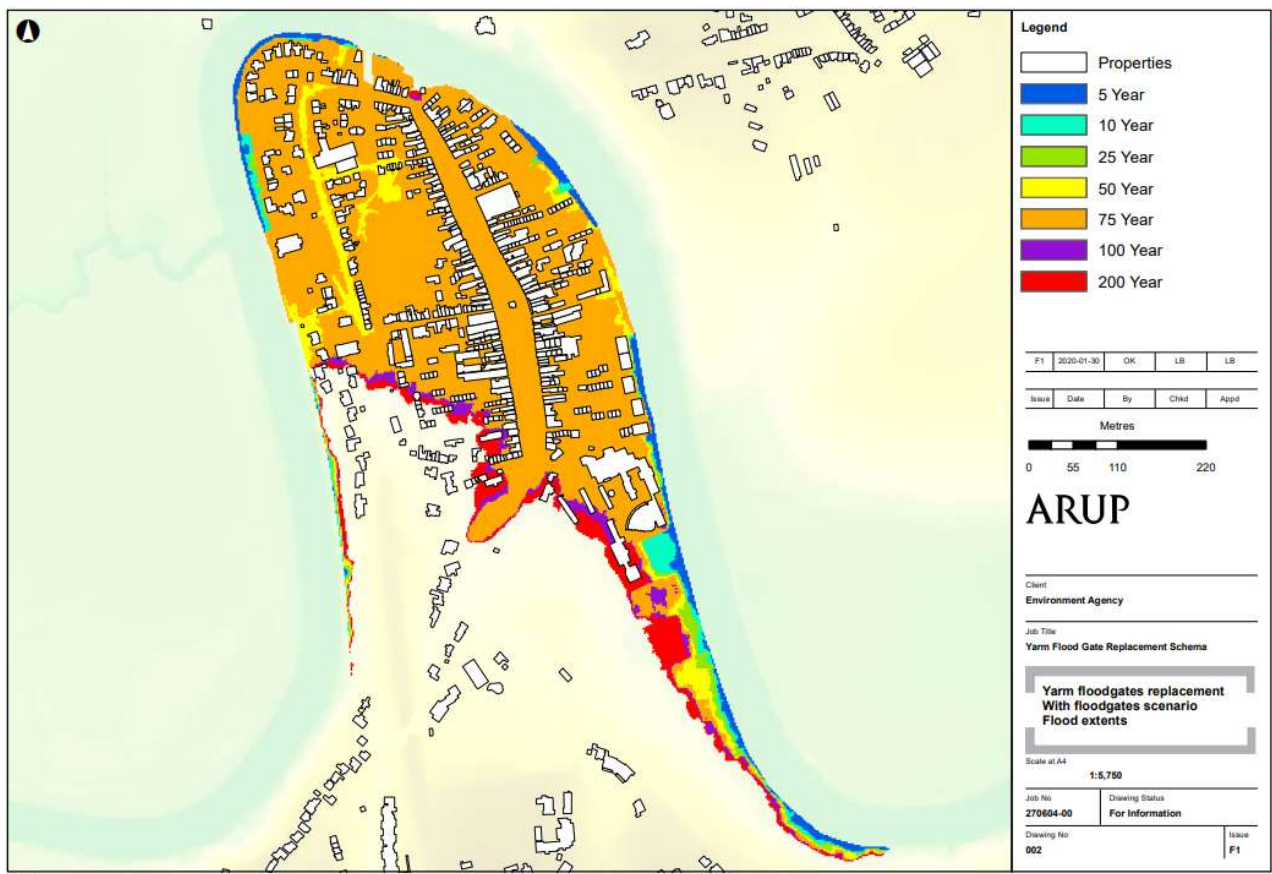 Legend
Properties
5 Year
10 Year
25 Year
50 Year
75 Year
100 Year
200 Year
F1 2020-01-30 OK LB LB
Issue Date By Chkd Appd
Metres
0 55 110 220
ARUP
Client
Environment Agency
Job Title
Yarm Flood Gate Replacement Schema
Yarm floodgates replacement
With floodgates scenario
Flood extents
Scale at A4
1:5,750
Job No Drawing Status
270604-00 For Information
Drawing No Issue
002 F1